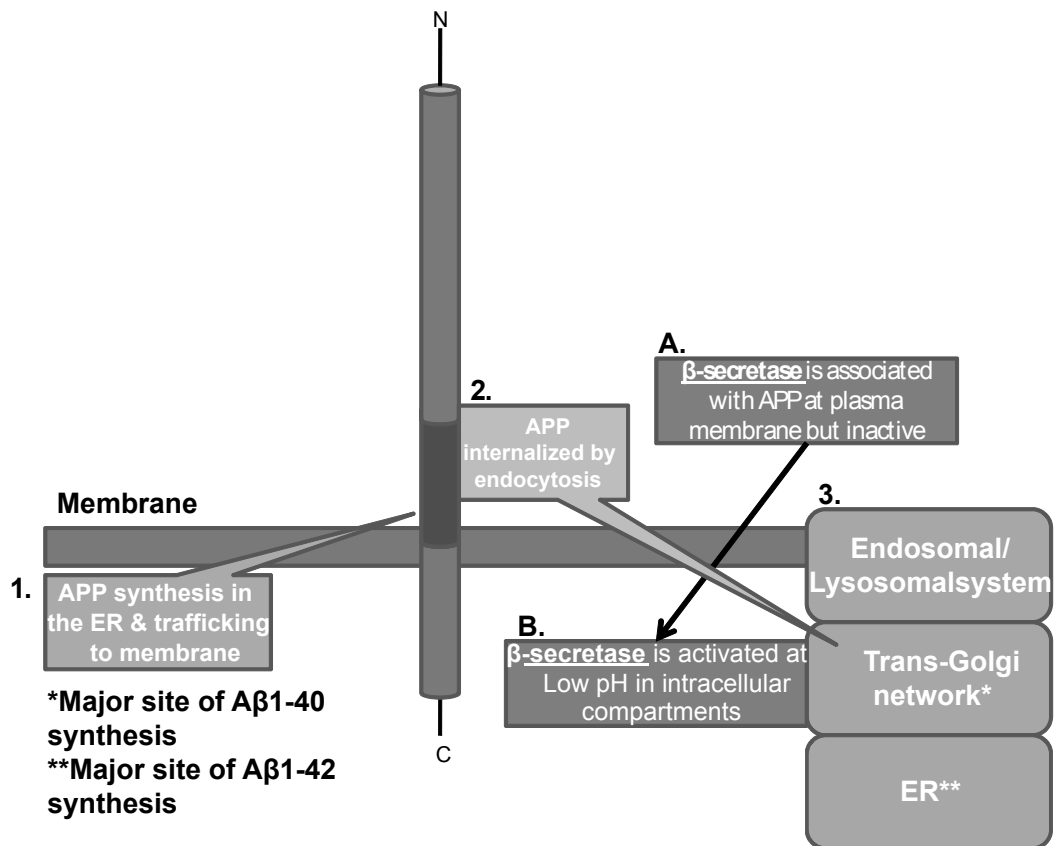 N
A.
β-secretase is associated
with APP at plasma
membrane but inactive
2.
APP
internalized by
endocytosis
Membrane
3.
Endosomal/
Lysosomalsystem
1.
APP synthesis in
the ER & trafficking
to membrane
B.
β-secretase is activated at
Low pH in intracellular
compartments
Trans-Golgi
network*
*Major site of Aβ1-40
synthesis
**Major site of Aβ1-42
synthesis
C
ER**